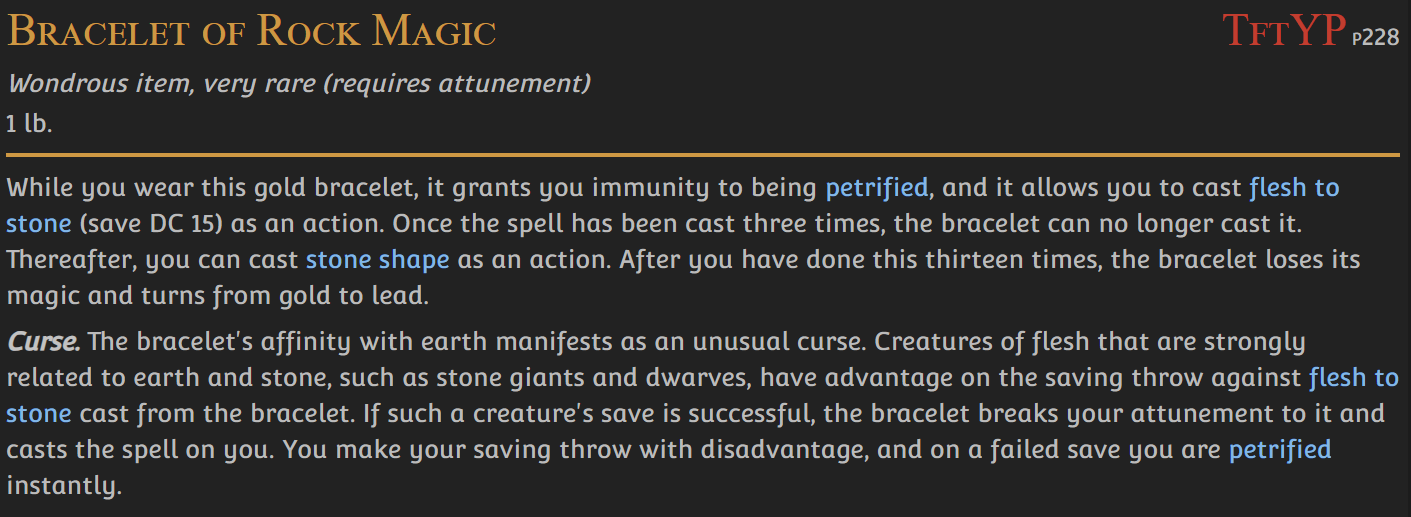 Bracelet of Rock Magic TftYP p228
Wondrous item, very rare (requires attunement)
1 lb.
While you wear this gold bracelet, it grants you immunity to being petrified, and it allows you to cast flesh to
stone (save DC 15) as an action. Once the spell has been cast three times, the bracelet can no longer cast it.
Thereafter, you can cast stone shape as an action. After you have done this thirteen times, the bracelet loses its
magic and turns from gold to lead.
Curse. The bracelet's affinity with earth manifests as an unusual curse. Creatures of flesh that are strongly
related to earth and stone, such as stone giants and dwarves, have advantage on the saving throw against flesh to
stone cast from the bracelet. If such a creature's save is successful, the bracelet breaks your attunement to it and
casts the spell on you. You make your saving throw with disadvantage, and on a failed save you are petrified
instantly.